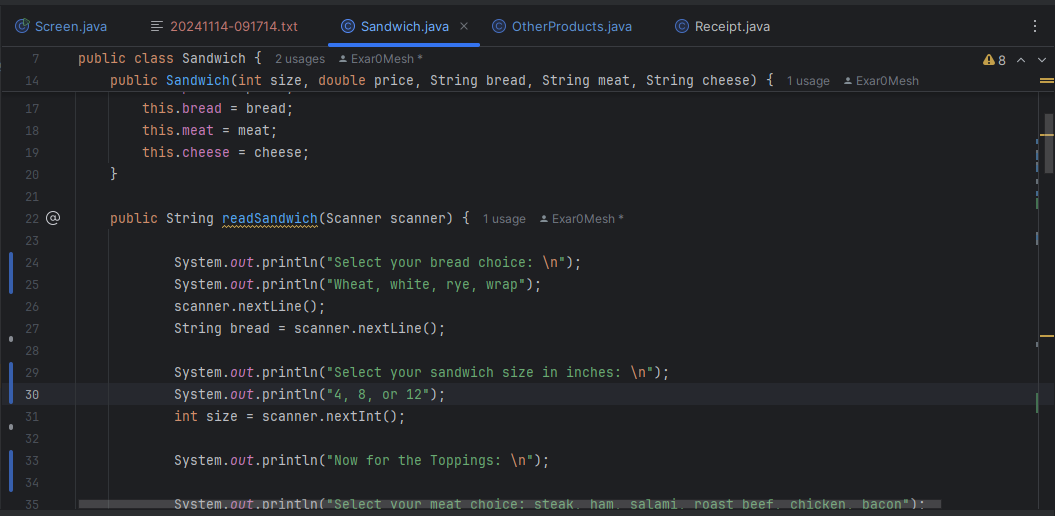 Screen.java 20241114-091714.txt Sandwich.java × OtherProducts.java Receipt.java
7 public class Sandwich { 2 usages Exar0Mesh * 8
14 public Sandwich(int size, double price, String bread, String meat, String cheese) { 1 usage Exar0Mesh
17 this.bread = bread;
18 this.meat = meat;
19 this.cheese = cheese;
20 }
21
22 @ public String readSandwich(Scanner scanner) { 1 usage Exar0Mesh *
23
24 System.out.println("Select your bread choice: \n");
25 System.out.println("Wheat, white, rye, wrap");
26 scanner.nextLine();
27 String bread = scanner.nextLine();
28
29 System.out.println("Select your sandwich size in inches: \n");
30 System.out.println("4, 8, or 12");
31 int size = scanner.nextInt();
32
33 System.out.println("Now for the Toppings: \n");
34
35 System.out.println("Select your meat choice: steak, ham, salami, roast beef, chicken, bacon");